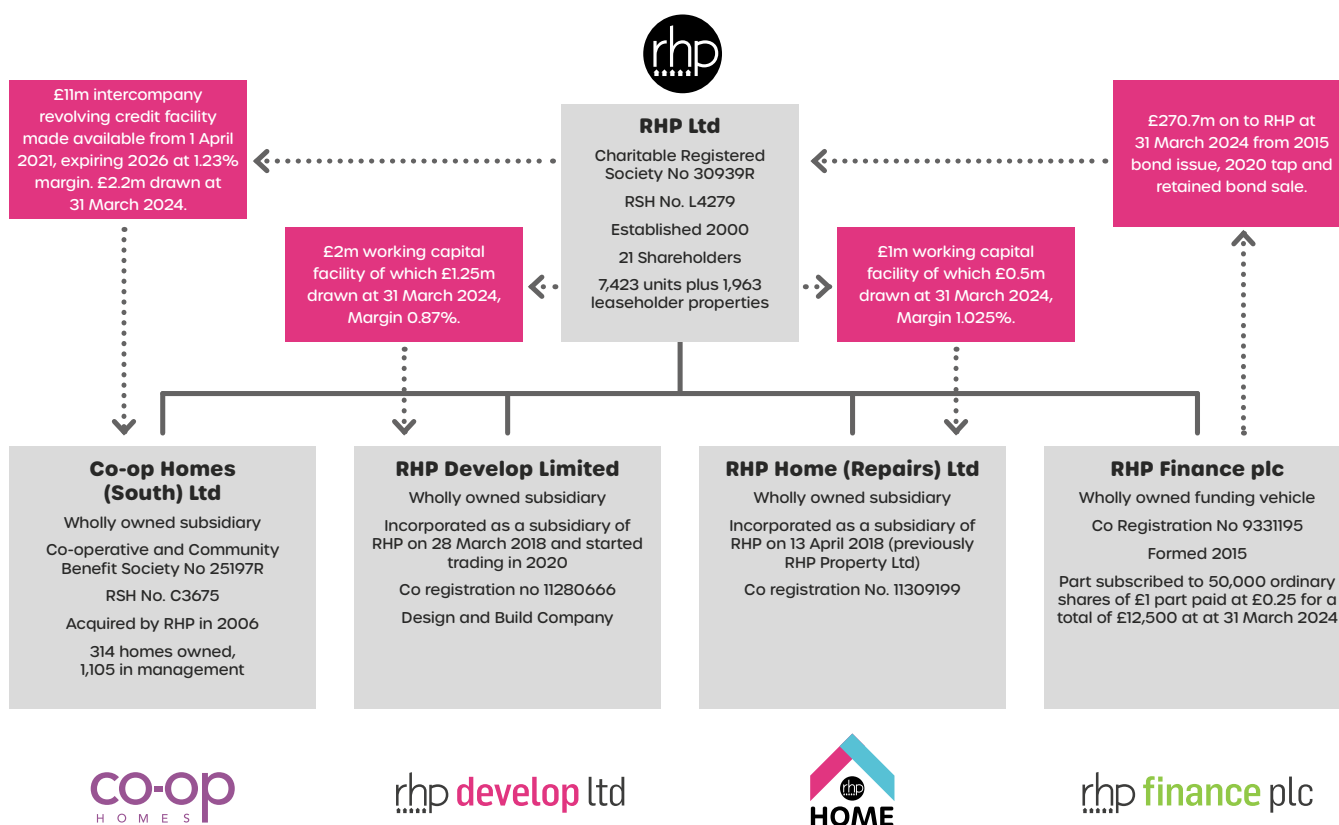 rhp
£11m intercompany
revolving credit facility
made available from 1 April
2021, expiring 2026 at 1.23%
margin. £2.2m drawn at
31 March 2024.
RHP Ltd
Charitable Registered
Society No 30939R
RSH No. L4279
Established 2000
21 Shareholders
7,423 units plus 1,963
leaseholder properties
£270.7m on to RHP at
31 March 2024 from 2015
bond issue, 2020 tap and
retained bond sale.
£2m working capital
facility of which £1.25m
drawn at 31 March 2024,
Margin 0.87%.
£1m working capital
facility of which £0.5m
drawn at 31 March 2024,
Margin 1.025%.
Co-op Homes
(South) Ltd
Wholly owned subsidiary
Co-operative and Community
Benefit Society No 25197R
RSH No. C3675
Acquired by RHP in 2006
314 homes owned,
1,105 in management
RHP Develop Limited
Wholly owned subsidiary
Incorporated as a subsidiary of
RHP on 28 March 2018 and started
trading in 2020
Co registration no 11280666
Design and Build Company
RHP Home (Repairs) Ltd
Wholly owned subsidiary
Incorporated as a subsidiary of
RHP on 13 April 2018 (previously
RHP Property Ltd)
Co registration No. 11309199
RHP Finance plc
Wholly owned funding vehicle
Co Registration No 9331195
Formed 2015
Part subscribed to 50,000 ordinary
shares of £1 part paid at £0.25 for a
total of £12,500 at at 31 March 2024
co-op
HOMES
rhp develop ltd
rhp
HOME
rhp finance plc